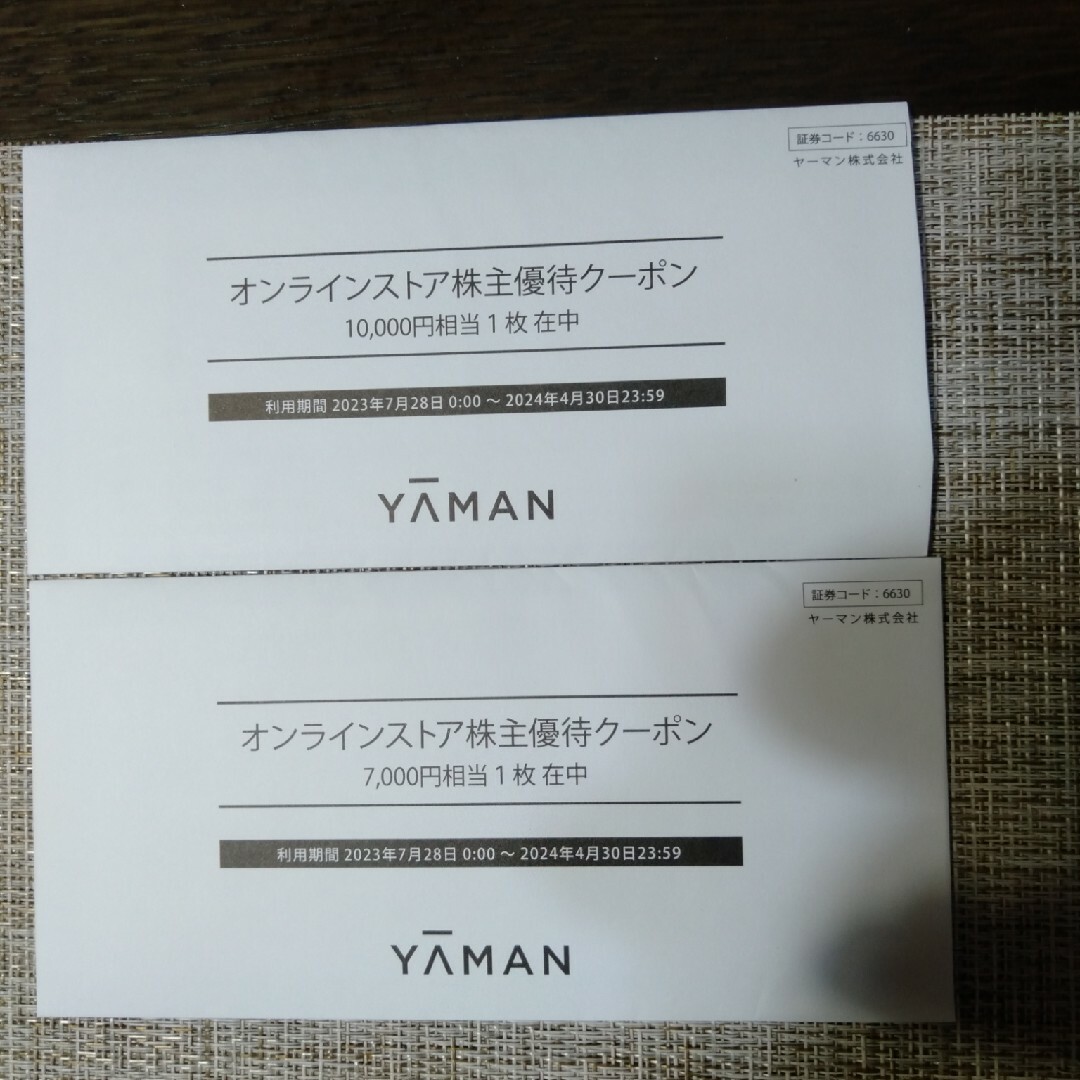 証券コード：6630
ヤーマン株式会社
オンラインストア株主優待クーポン
10,000円相当1枚 在中
利用期間 2023年7月28日 0:00 ～ 2024年4月30日23:59
YĀMAN
証券コード：6630
ヤーマン株式会社
オンラインストア株主優待クーポン
7,000円相当1枚 在中
利用期間 2023年7月28日 0:00 ～ 2024年4月30日23:59
YĀMAN